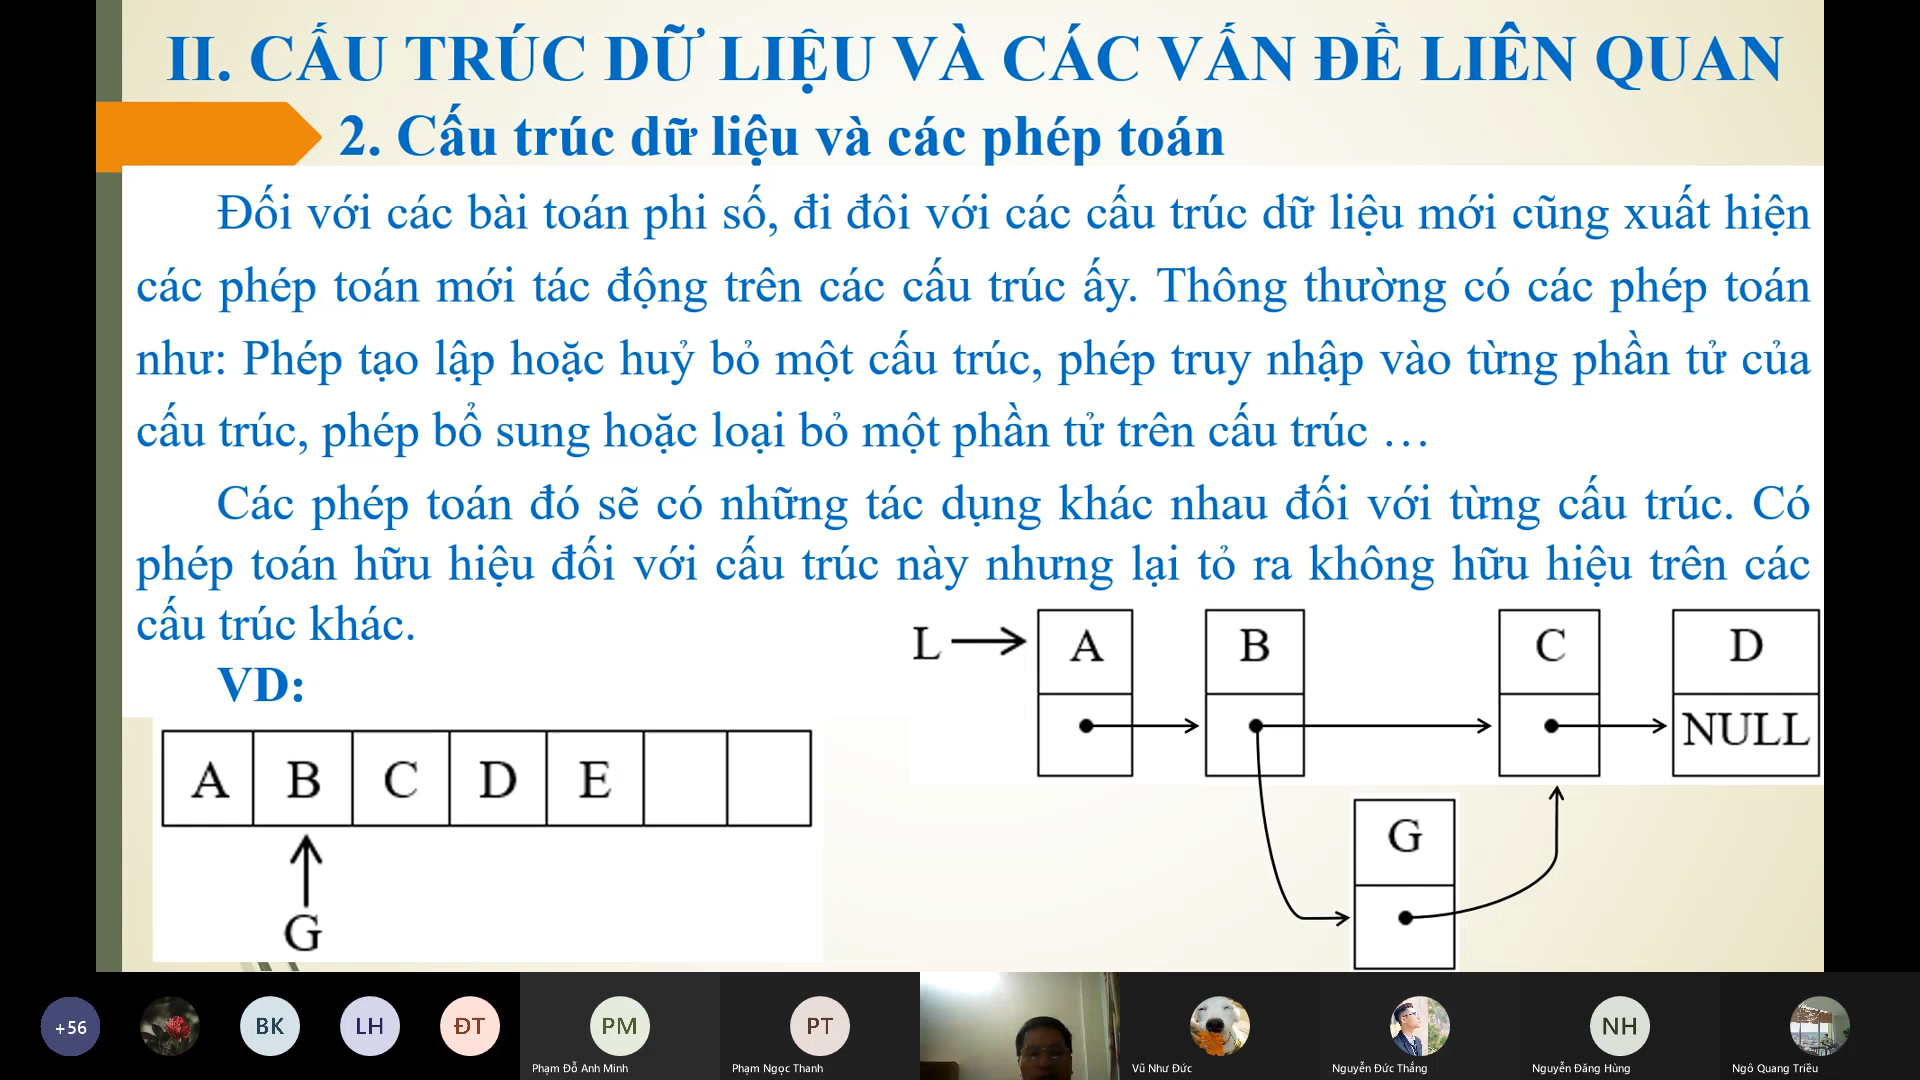 II. CẤU TRÚC DỮ LIỆU VÀ CÁC VẤN ĐỀ LIÊN QUAN
2. Cấu trúc dữ liệu và các phép toán
Đối với các bài toán phi số, đi đôi với các cấu trúc dữ liệu mới cũng xuất hiện
các phép toán mới tác động trên các cấu trúc ấy. Thông thường có các phép toán
như: Phép tạo lập hoặc huỷ bỏ một cấu trúc, phép truy nhập vào từng phần tử của
cấu trúc, phép bổ sung hoặc loại bỏ một phần tử trên cấu trúc …
Các phép toán đó sẽ có những tác dụng khác nhau đối với từng cấu trúc. Có
phép toán hữu hiệu đối với cấu trúc này nhưng lại tỏ ra không hữu hiệu trên các
cấu trúc khác.
VD:
A B C D E
G
L A B C D
NULL
G
+56 BK LH ĐT PM PT NH
Phạm Đỗ Anh Minh Phạm Ngọc Thanh Vũ Như Đức Nguyễn Đức Thắng Nguyễn Đăng Hùng Ngô Quang Triều